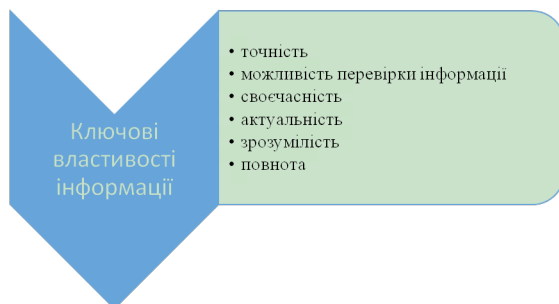 Ключові
властивості
інформації
• точність
• можливість перевірки інформації
• своєчасність
• актуальність
• зрозумілість
• повнота